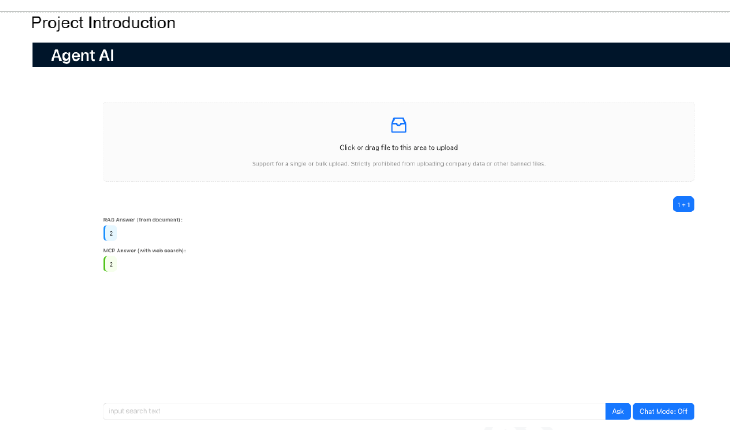 Project Introduction
Agent AI
Click or drag file to this area to upload
Support for a single or bulk upload. Strictly prohibited from uploading company data or other banned files.
1 + 1
RAG Answer (from document):
2
MCP Answer (with web search):
2
input search text
Ask
Chat Mode: Off